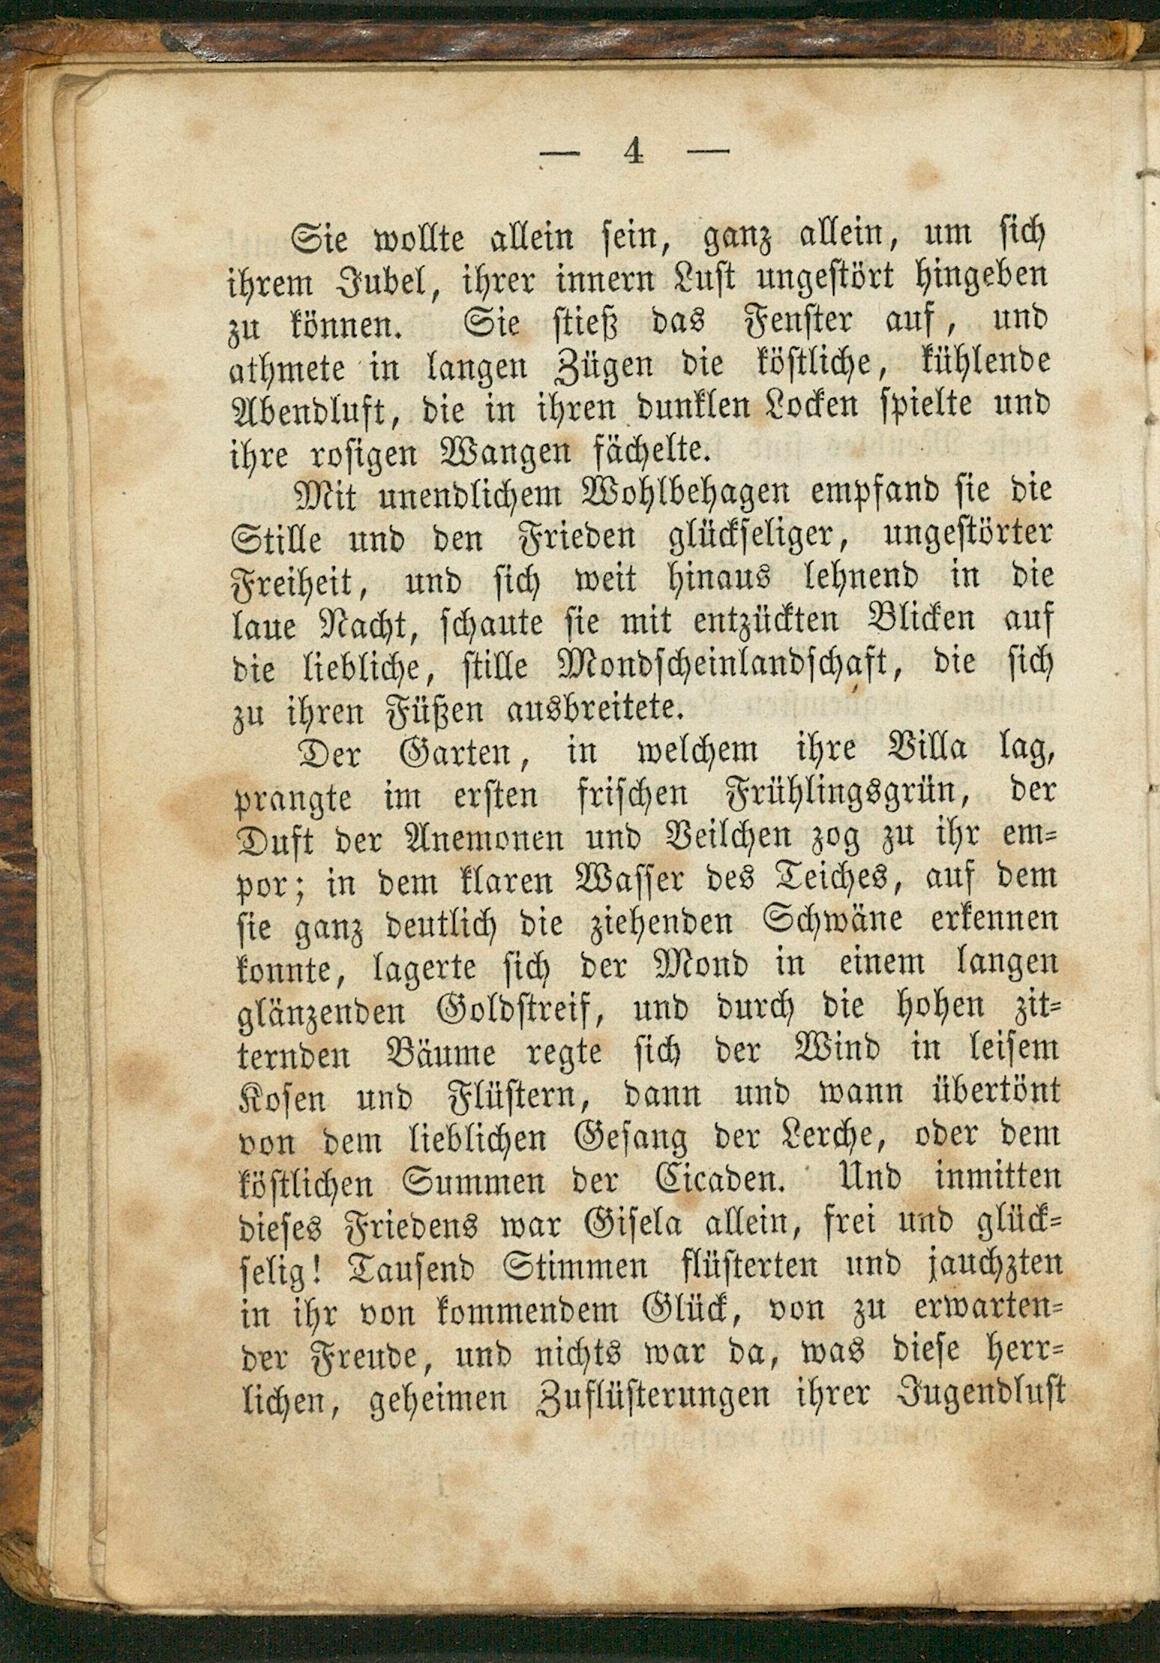 — 4 —
Sie wollte allein sein, ganz allein, um sich
ihrem Jubel, ihrer innern Lust ungestört hingeben
zu können. Sie stieß das Fenster auf, und
athmete in langen Zügen die köstliche, kühlende
Abendluft, die in ihren dunklen Locken spielte und
ihre rosigen Wangen fächelte.
Mit unendlichem Wohlbehagen empfand sie die
Stille und den Frieden glückseliger, ungestörter
Freiheit, und sich weit hinaus lehnend in die
laue Nacht, schaute sie mit entzückten Blicken auf
die liebliche, stille Mondscheinlandschaft, die sich
zu ihren Füßen ausbreitete.
Der Garten, in welchem ihre Villa lag,
prangte im ersten frischen Frühlingsgrün, der
Duft der Anemonen und Veilchen zog zu ihr em-
por; in dem klaren Wasser des Teiches, auf dem
sie ganz deutlich die ziehenden Schwäne erkennen
konnte, lagerte sich der Mond in einem langen
glänzenden Goldstreif, und durch die hohen zit-
ternden Bäume regte sich der Wind in leisem
Kosen und Flüstern, dann und wann übertönt
von dem lieblichen Gesang der Lerche, oder dem
köstlichen Summen der Cicaden. Und inmitten
dieses Friedens war Gisela allein, frei und glück-
selig! Tausend Stimmen flüsterten und jauchzten
in ihr von kommendem Glück, von zu erwarten-
der Freude, und nichts war da, was diese herr-
lichen, geheimen Zuflüsterungen ihrer Jugendlust